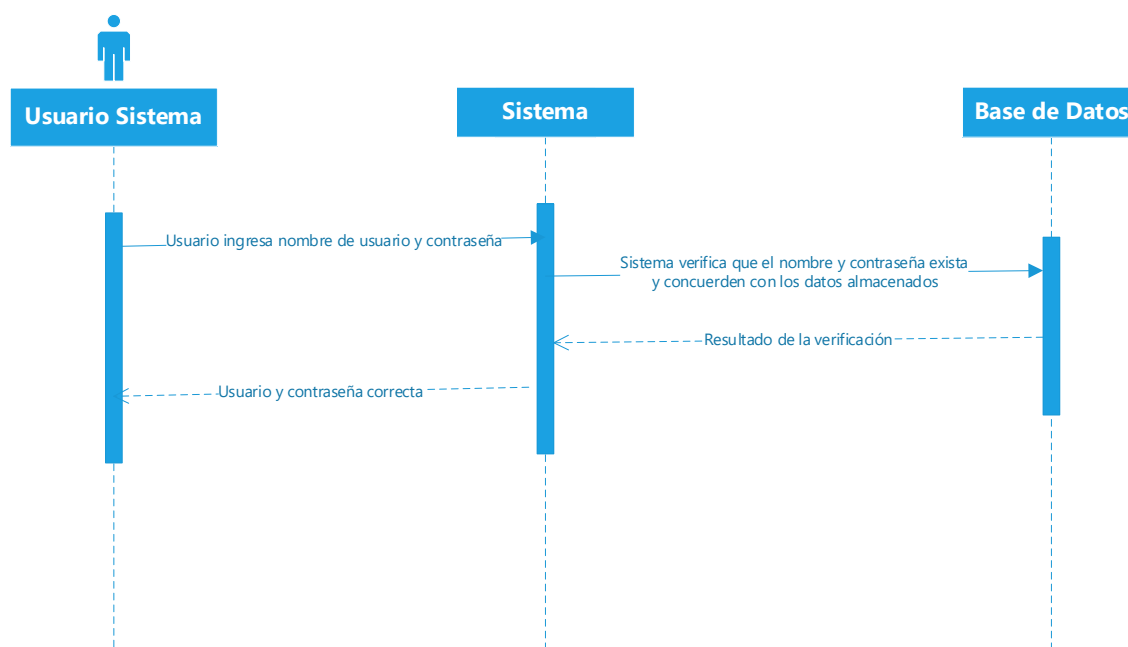 Usuario Sistema
Sistema
Base de Datos
Usuario ingresa nombre de usuario y contraseña
Sistema verifica que el nombre y contraseña exista
y concuerden con los datos almacenados
Resultado de la verificación
Usuario y contraseña correcta